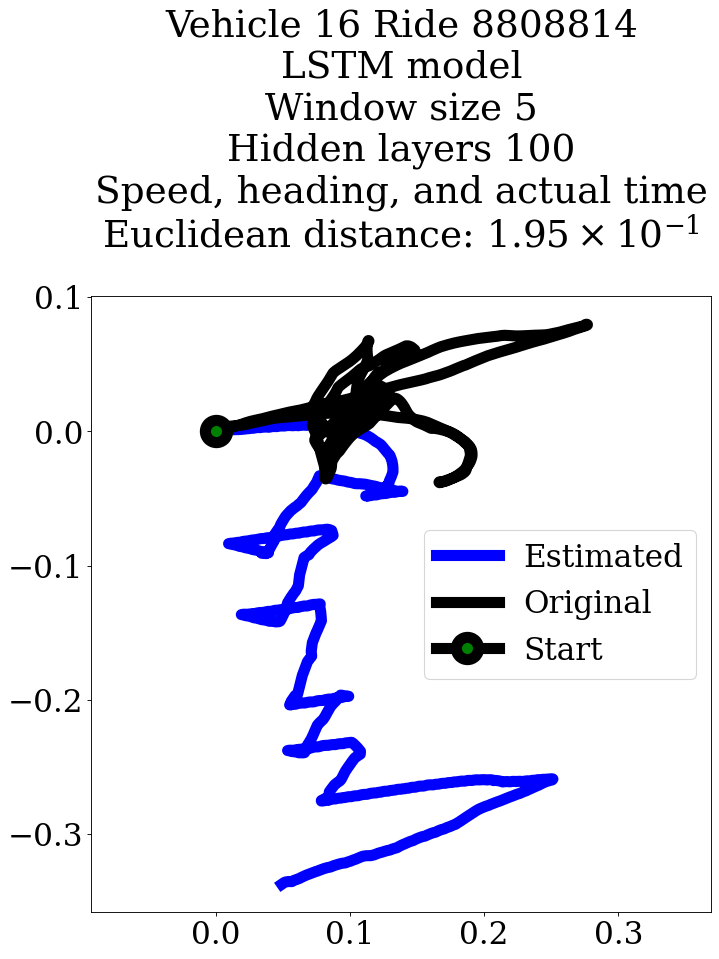 Vehicle 16 Ride 8808814
LSTM model
Window size 5
Hidden layers 100
Speed, heading, and actual time
Euclidean distance: 1.95 × 10⁻¹
0.1
0.0
−0.1
−0.2
−0.3
Estimated
Original
Start
0.0 0.1 0.2 0.3